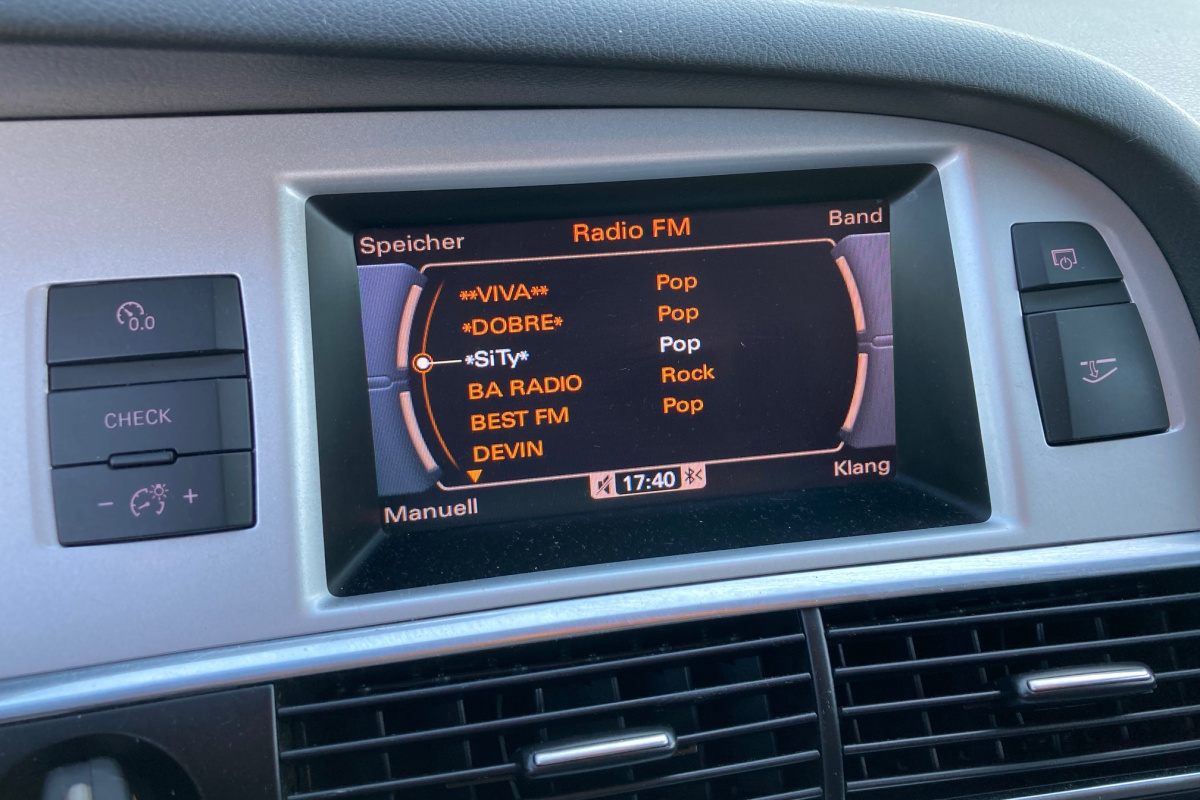 Speicher
Radio FM
Band
**VIVA** Pop
*DOBRE* Pop
*SiTy* Pop
BA RADIO Rock
BEST FM Pop
DEVIN
17:40
Manuell
Klang
0.0
CHECK
- +